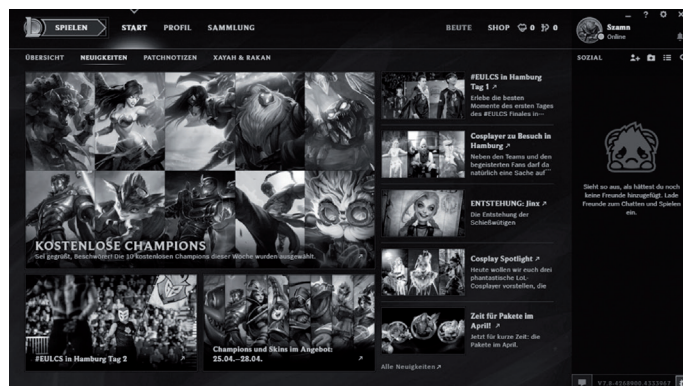 SPIELEN
START
PROFIL
SAMMLUNG
BEUTE
SHOP
0
0
Szamn
Online
ÜBERSICHT
NEUIGKEITEN
PATCHNOTIZEN
XAYAH & RAKAN
SOZIAL
KOSTENLOSE CHAMPIONS
Sei gegrüßt, Beschwörer! Die 10 kostenlosen Champions dieser Woche wurden ausgewählt.
#EULCS in Hamburg Tag 2
Champions und Skins im Angebot:
25.04.–28.04.
#EULCS in Hamburg
Tag 1
Erlebe die besten
Momente des ersten Tages
des #EULCS Finales in…
Cosplayer zu Besuch in
Hamburg
Neben den Teams und den
begeisterten Fans darf da
natürlich eine Sache auf…
ENTSTEHUNG: Jinx
Die Entstehung der
Schießwütigen
Cosplay Spotlight
Heute wollen wir euch drei
phantastische LoL-
Cosplayer vorstellen, die
Zeit für Pakete im
April!
Jetzt für kurze Zeit: die
Pakete im April.
Alle Neuigkeiten
Sieht so aus, als hättest du noch
keine Freunde hinzugefügt. Lade
Freunde zum Chatten und Spielen
ein.